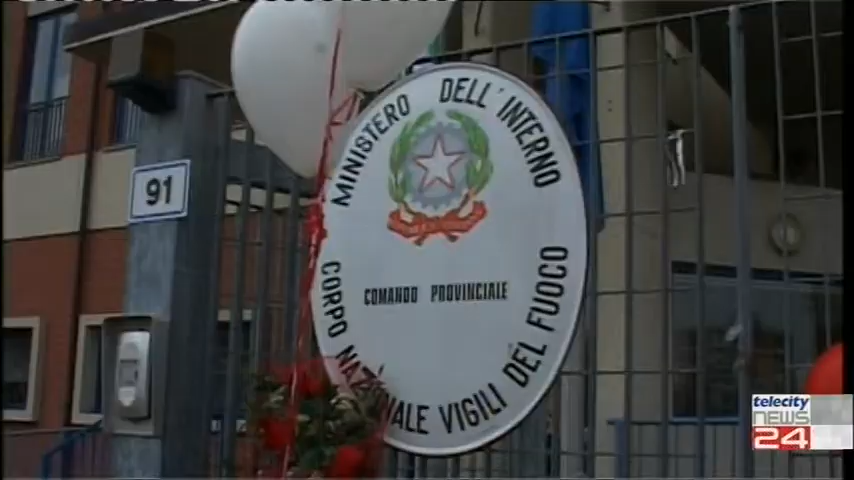 91
MINISTERO DELL'INTERNO
COMANDO PROVINCIALE
CORPO NAZIONALE VIGILI DEL FUOCO
telecity
NEWS
24